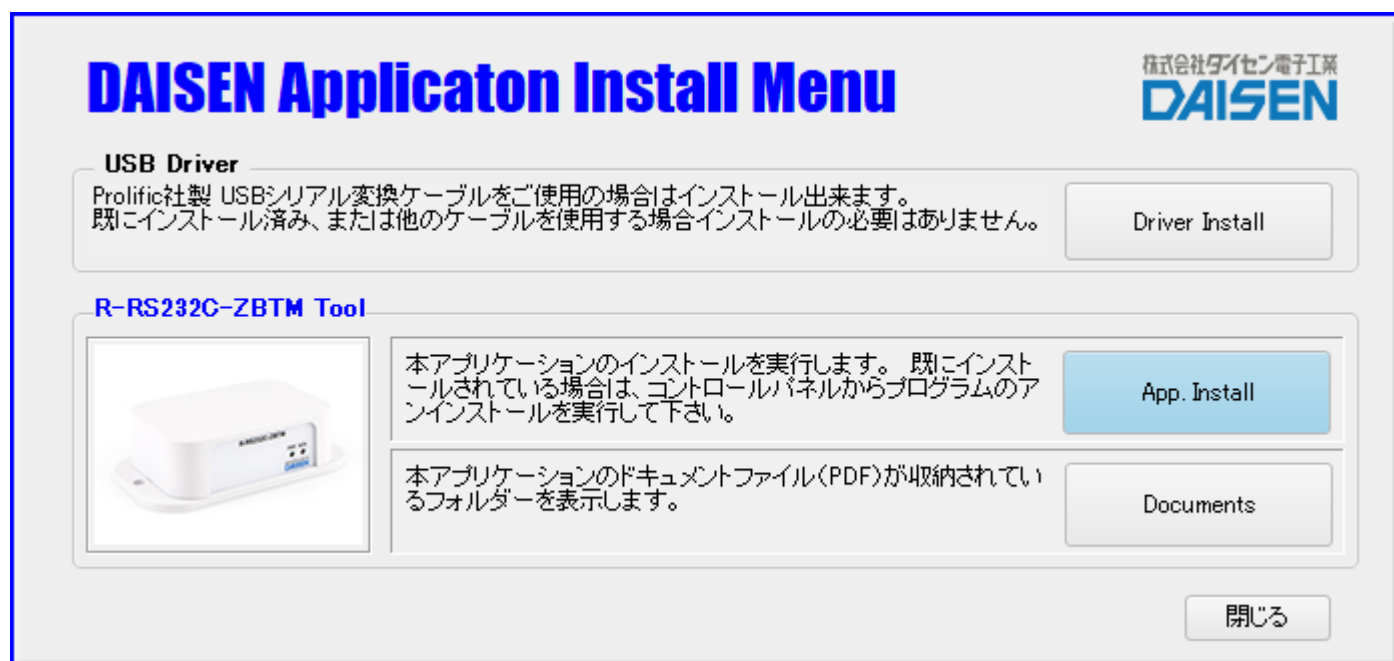 DAISEN Applicaton Install Menu
株式会社ダイセン電子工業
DAISEN
USB Driver
Prolific社製 USBシリアル変換ケーブルをご使用の場合はインストール出来ます。
既にインストール済み、または他のケーブルを使用する場合インストールの必要はありません。
Driver Install
R-RS232C-ZBTM Tool
本アプリケーションのインストールを実行します。 既にインスト
ールされている場合は、コントロールパネルからプログラムのア
ンインストールを実行して下さい。
App. Install
R-RS232C-ZBTM
DAISEN
本アプリケーションのドキュメントファイル(PDF)が収納されてい
るフォルダーを表示します。
Documents
閉じる